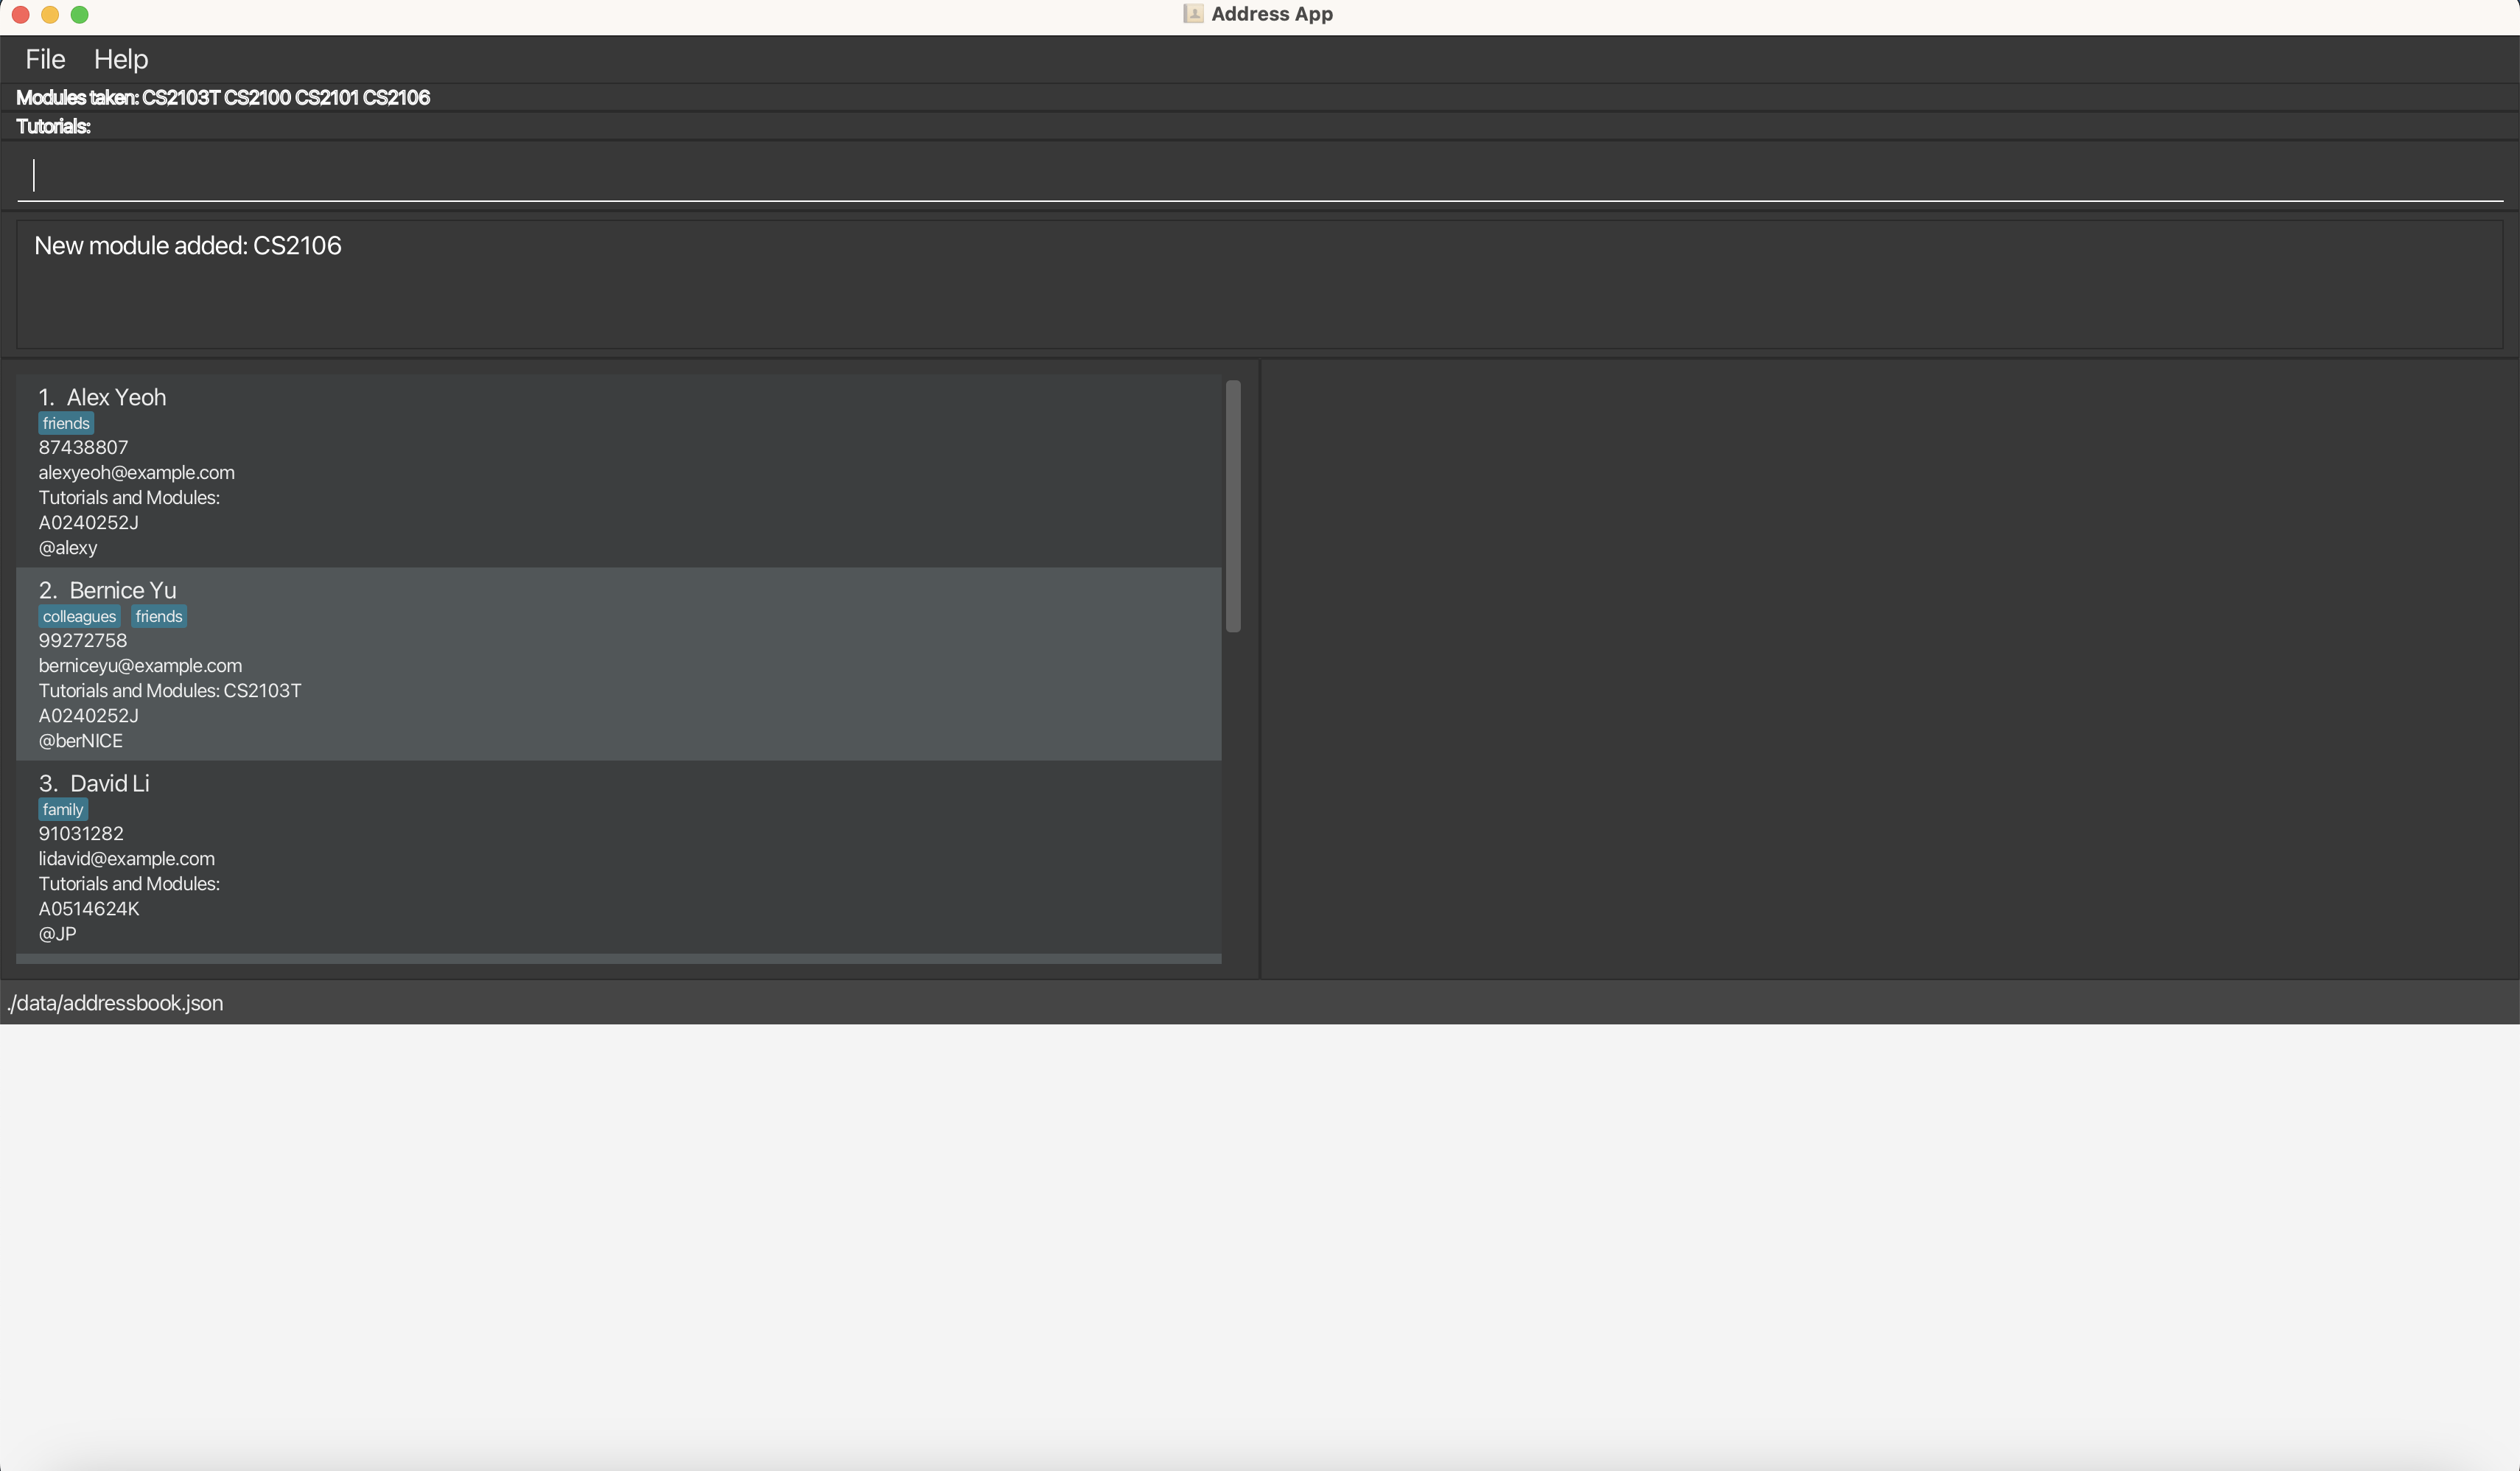 Address App
File Help
Modules taken: CS2103T CS2100 CS2101 CS2106
Tutorials:
New module added: CS2106
1. Alex Yeoh
friends
87438807
alexyeoh@example.com
Tutorials and Modules:
A0240252J
@alexy
2. Bernice Yu
colleagues friends
99272758
berniceyu@example.com
Tutorials and Modules: CS2103T
A0240252J
@berNICE
3. David Li
family
91031282
lidavid@example.com
Tutorials and Modules:
A0514624K
@JP
./data/addressbook.json